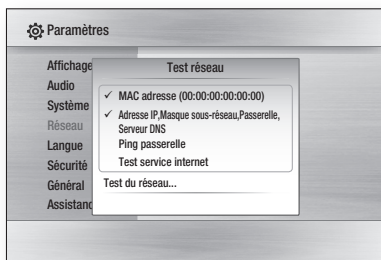 Paramètres
Affichage
Audio
Système
Réseau
Langue
Sécurité
Général
Assistanc
Test réseau
✓ MAC adresse (00:00:00:00:00:00)
✓ Adresse IP,Masque sous-réseau,Passerelle,
Serveur DNS
Ping passerelle
Test service internet
Test du réseau...